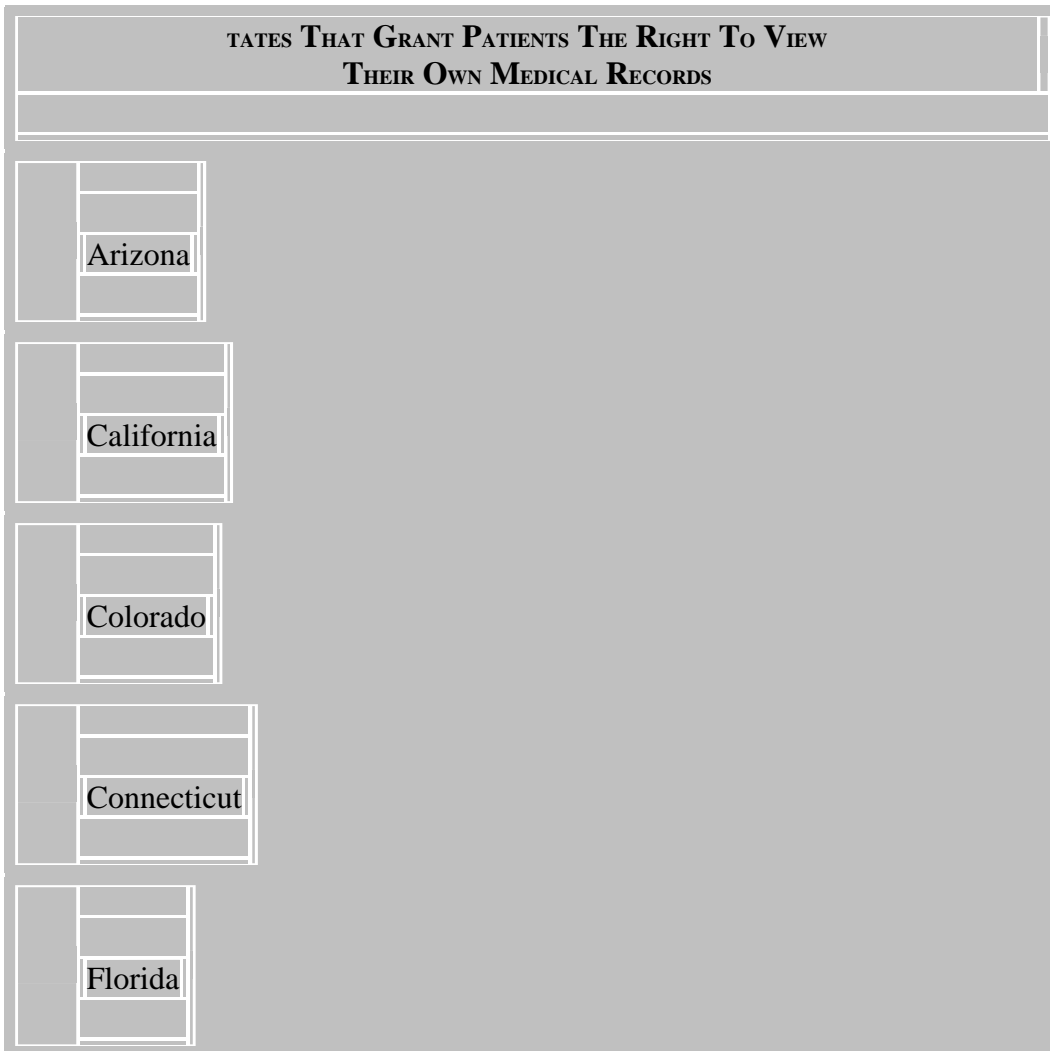 tates That Grant Patients The Right To View
Their Own Medical Records
Arizona
California
Colorado
Connecticut
Florida